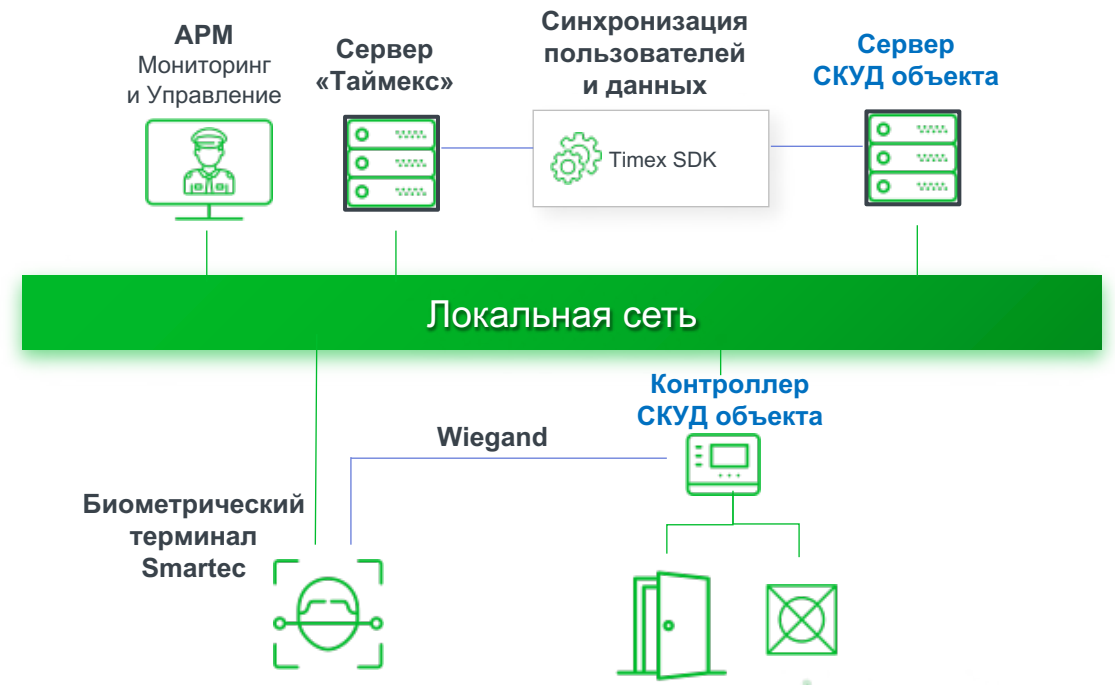 АРМ
Мониторинг
и Управление
Сервер
«Таймекс»
Синхронизация
пользователей
и данных
Timex SDK
Сервер
СКУД объекта
Локальная сеть
Контроллер
СКУД объекта
Wiegand
Биометрический
терминал
Smartec